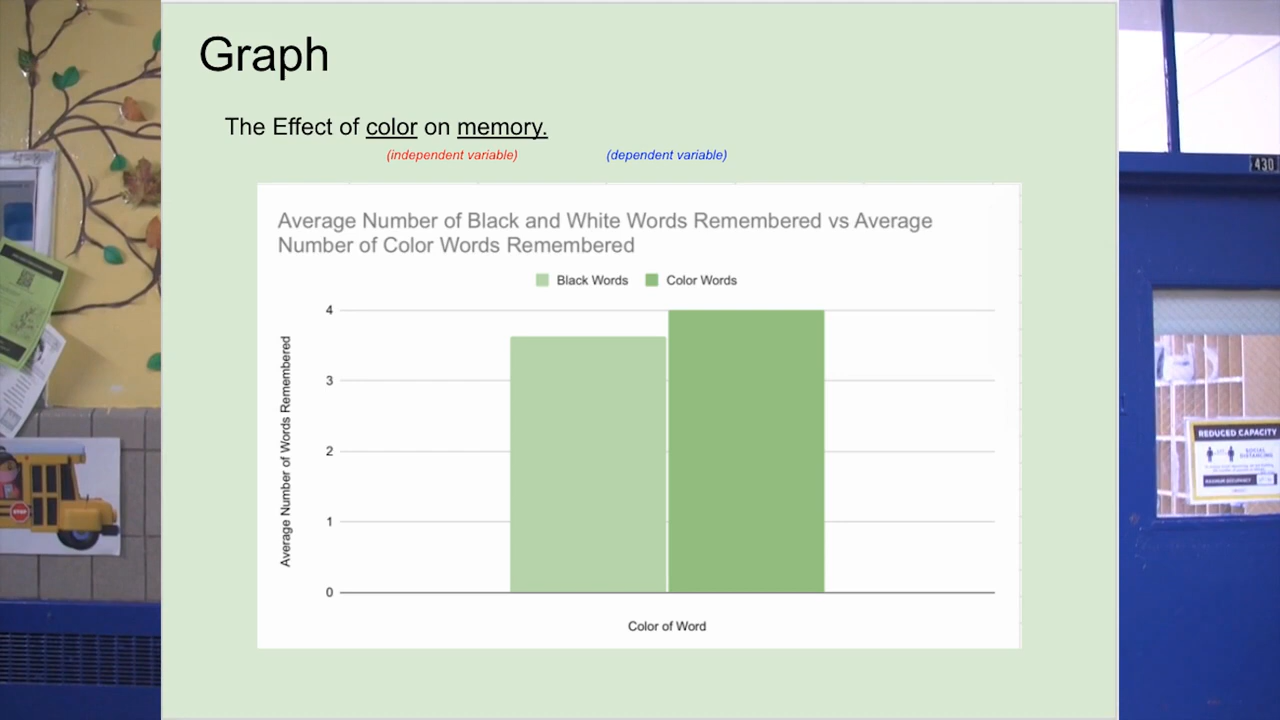 Graph
The Effect of color on memory.
(independent variable) (dependent variable)
Average Number of Black and White Words Remembered vs Average
Number of Color Words Remembered
Black Words Color Words
4
3
2
1
0
Average Number of Words Remembered
Color of Word
STOP
430
REDUCED CAPACITY
SOCIAL
DISTANCING
MAXIMUM OCCUPANCY